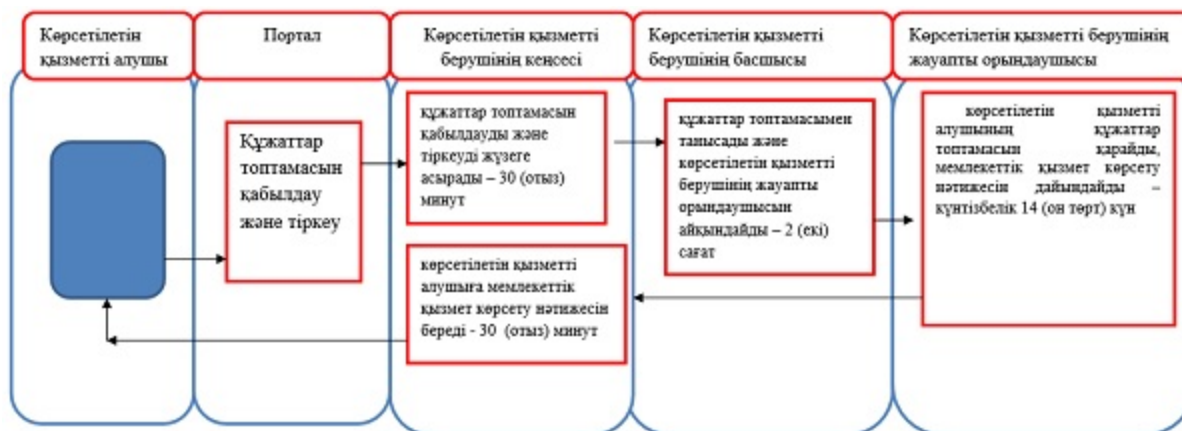 Көрсетілетін
қызметті алушы
Портал
Көрсетілетін қызметті
берушінің кеңсесі
Көрсетілетін қызметті
берушінің басшысы
Көрсетілетін қызметті берушінің
жауапты орындаушысы
Құжаттар
топтамасын
қабылдау
және тіркеу
құжаттар топтамасын
қабылдауды және
тіркеуді жүзеге
асырады – 30 (отыз)
минут
көрсетілетін қызметті
алушыға мемлекеттік
қызмет көрсету нәтижесін
береді - 30 (отыз) минут
құжаттар топтамасымен
танысады және
көрсетілетін қызметті
берушінің жауапты
орындаушысын
айқындайды – 2 (екі)
сағат
көрсетілетін қызметті
алушының құжаттар
топтамасын қарайды,
мемлекеттік қызмет көрсету
нәтижесін дайындайды –
күнтізбелік 14 (он төрт) күн